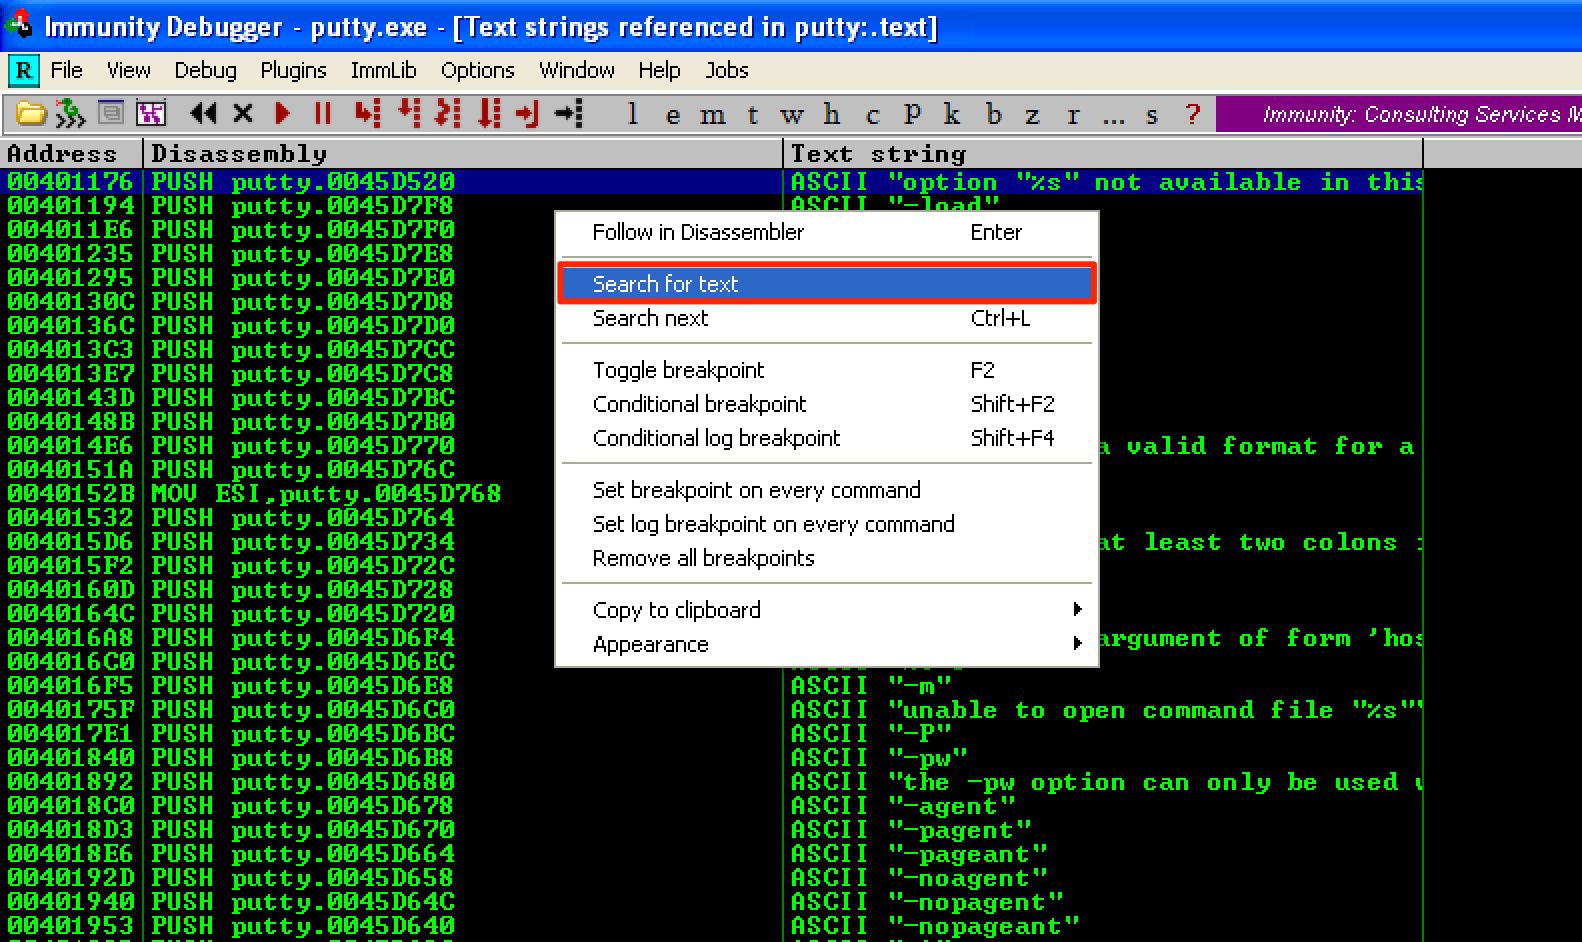 Immunity Debugger - putty.exe - [Text strings referenced in putty:.text]
R File View Debug Plugins ImmLib Options Window Help Jobs
l e m t w h c P k b z r ... s ? Immunity: Consulting Services
Address Disassembly Text string
00401176 PUSH putty.0045D520 ASCII "option "%s" not available in this
00401194 PUSH putty.0045D7F8 ASCII "-load"
004011E6 PUSH putty.0045D7F0
00401235 PUSH putty.0045D7E8
00401295 PUSH putty.0045D7E0
0040130C PUSH putty.0045D7D8
0040136C PUSH putty.0045D7D0
004013C3 PUSH putty.0045D7CC
004013E7 PUSH putty.0045D7C8
0040143D PUSH putty.0045D7BC
0040148B PUSH putty.0045D7B0
004014E6 PUSH putty.0045D770 a valid format for a
0040151A PUSH putty.0045D76C
0040152B MOV ESI,putty.0045D768
00401532 PUSH putty.0045D764
004015D6 PUSH putty.0045D734 at least two colons
004015F2 PUSH putty.0045D72C
0040160D PUSH putty.0045D728
0040164C PUSH putty.0045D720
004016A8 PUSH putty.0045D6F4 argument of form 'hos
004016C0 PUSH putty.0045D6EC
004016F5 PUSH putty.0045D6E8 ASCII "-m"
0040175F PUSH putty.0045D6C0 ASCII "unable to open command file "%s"
004017E1 PUSH putty.0045D6BC ASCII "-P"
00401840 PUSH putty.0045D6B8 ASCII "-pw"
00401892 PUSH putty.0045D680 ASCII "the -pw option can only be used
004018C0 PUSH putty.0045D678 ASCII "-agent"
004018D3 PUSH putty.0045D670 ASCII "-pagent"
004018E6 PUSH putty.0045D664 ASCII "-pageant"
0040192D PUSH putty.0045D658 ASCII "-noagent"
00401940 PUSH putty.0045D64C ASCII "-nopagent"
00401953 PUSH putty.0045D640 ASCII "-nopageant"
Follow in Disassembler Enter
Search for text
Search next Ctrl+L
Toggle breakpoint F2
Conditional breakpoint Shift+F2
Conditional log breakpoint Shift+F4
Set breakpoint on every command
Set log breakpoint on every command
Remove all breakpoints
Copy to clipboard
Appearance